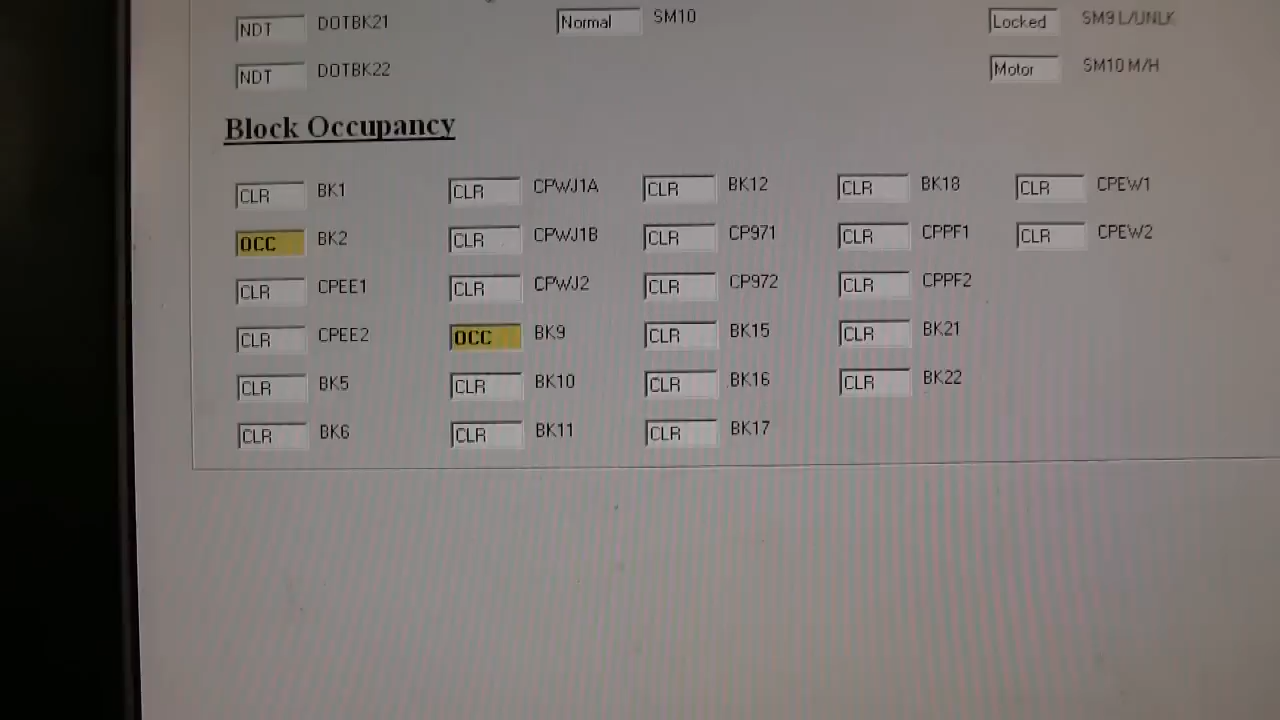 NDT DOTBK21 Normal SM10 Locked SM9 L/UNLK
NDT DOTBK22 Motor SM10 M/H
Block Occupancy
CLR BK1 CLR CPWJ1A CLR BK12 CLR BK18 CLR CPEW1
OCC BK2 CLR CPWJ1B CLR CP971 CLR CPPF1 CLR CPEW2
CLR CPEE1 CLR CPWJ2 CLR CP972 CLR CPPF2
CLR CPEE2 OCC BK9 CLR BK15 CLR BK21
CLR BK5 CLR BK10 CLR BK16 CLR BK22
CLR BK6 CLR BK11 CLR BK17